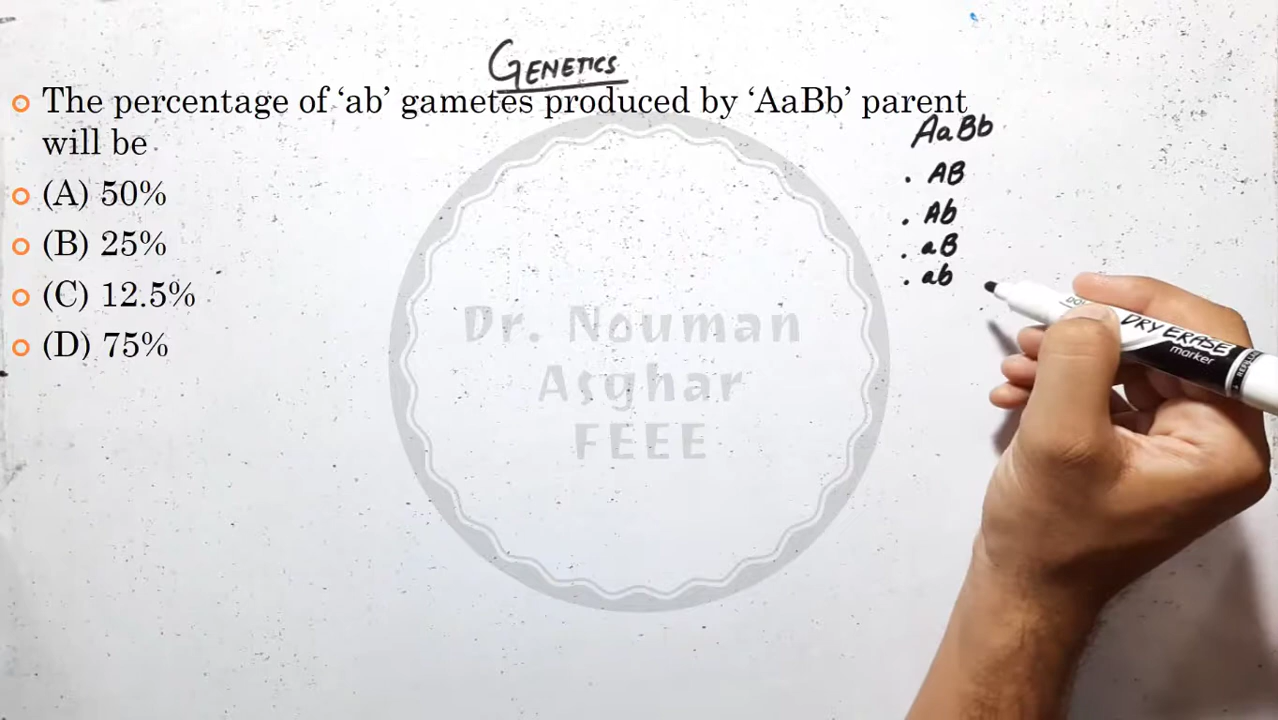 GENETICS
The percentage of ‘ab’ gametes produced by ‘AaBb’ parent
will be
(A) 50%
(B) 25%
(C) 12.5%
(D) 75%
AaBb
. AB
. Ab
. aB
. ab
Dr. Nouman
Asghar
FEEE
DRY ERASE
marker